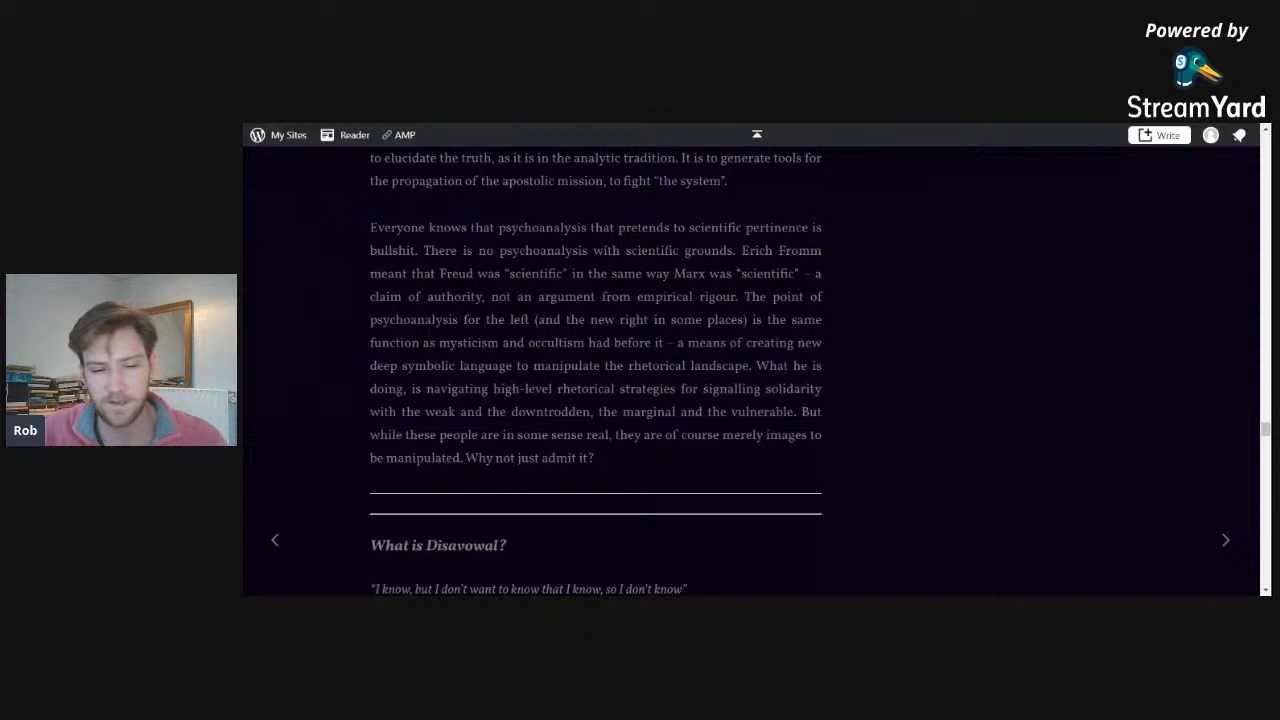 Powered by
StreamYard
My Sites Reader AMP Write
to elucidate the truth, as it is in the analytic tradition. It is to generate tools for
the propagation of the apostolic mission, to fight “the system”.
Everyone knows that psychoanalysis that pretends to scientific pertinence is
bullshit. There is no psychoanalysis with scientific grounds. Erich Fromm
meant that Freud was “scientific” in the same way Marx was “scientific” – a
claim of authority, not an argument from empirical rigour. The point of
psychoanalysis for the left (and the new right in some places) is the same
function as mysticism and occultism had before it – a means of creating new
deep symbolic language to manipulate the rhetorical landscape. What he is
doing, is navigating high-level rhetorical strategies for signalling solidarity
with the weak and the downtrodden, the marginal and the vulnerable. But
while these people are in some sense real, they are of course merely images to
be manipulated. Why not just admit it?
What is Disavowal?
“I know, but I don't want to know that I know, so I don't know”
Rob